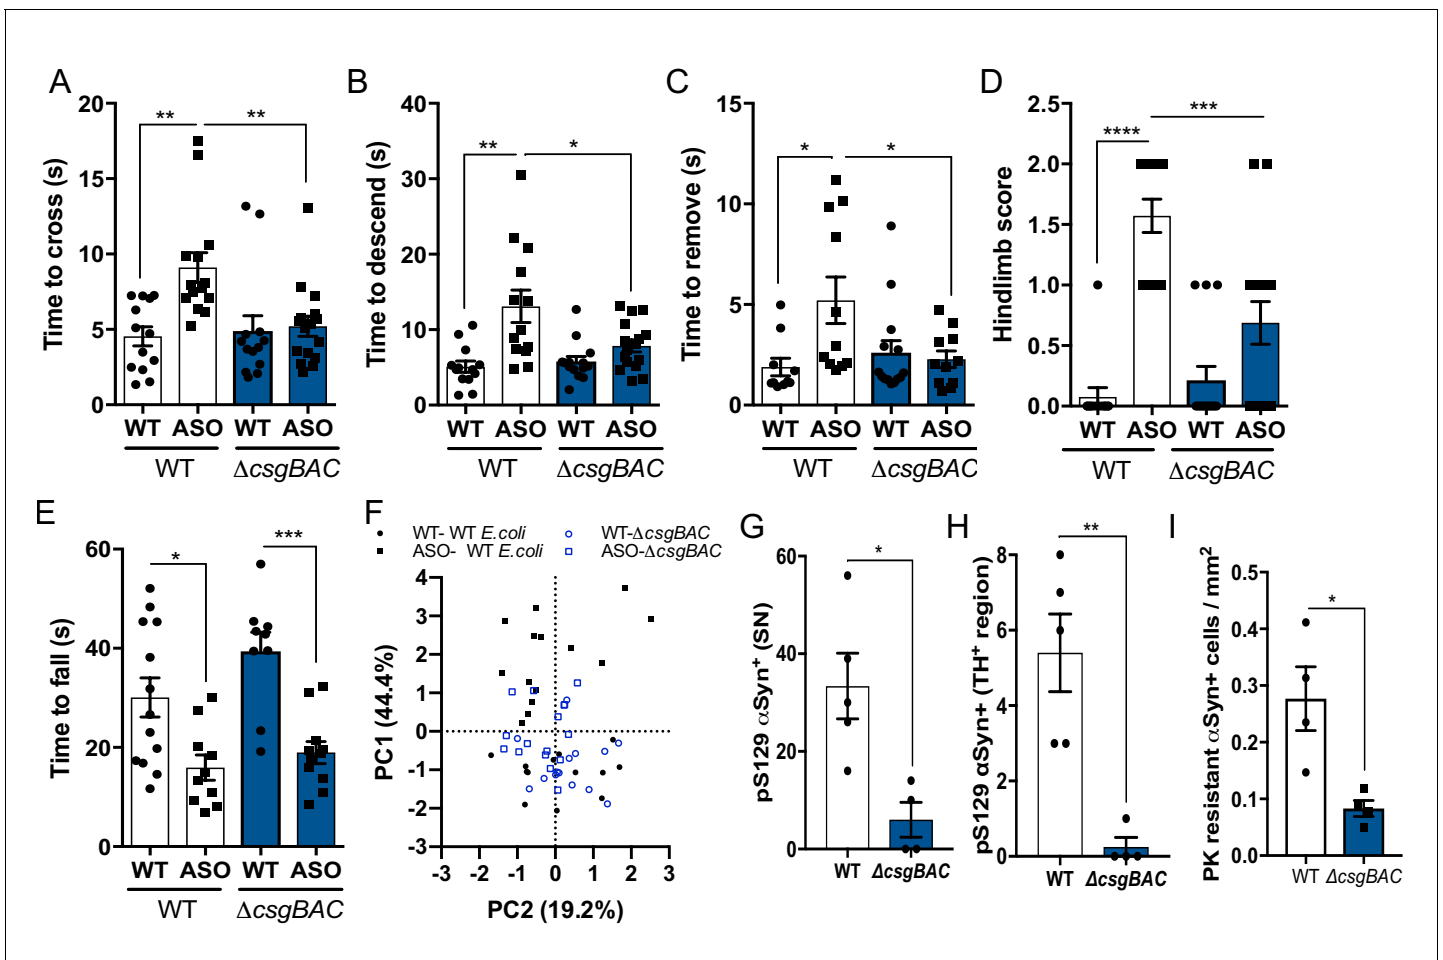 A
B
C
D
Time to cross (s)
20
15
10
5
0
**
**
WT ASO WT ASO
WT ΔcsgBAC
Time to descend (s)
40
30
20
10
0
**
*
WT ASO WT ASO
WT ΔcsgBAC
Time to remove (s)
15
10
5
0
*
*
WT ASO WT ASO
WT ΔcsgBAC
Hindlimb score
2.5
2.0
1.5
1.0
0.5
0.0
****
***
WT ASO WT ASO
WT ΔcsgBAC
E
F
G
H
I
Time to fall (s)
60
40
20
0
*
***
WT ASO WT ASO
WT ΔcsgBAC
WT- WT E.coli WT-ΔcsgBAC
ASO- WT E.coli ASO-ΔcsgBAC
PC1 (44.4%)
4
3
2
1
0
-1
-2
-3
-3 -2 -1 0 1 2 3
PC2 (19.2%)
pS129 αSyn+ (SN)
60
40
20
0
*
WT ΔcsgBAC
pS129 αSyn+ (TH+ region)
8
6
4
2
0
**
WT ΔcsgBAC
PK resistant αSyn+ cells / mm2
0.5
0.4
0.3
0.2
0.1
0.0
*
WT ΔcsgBAC